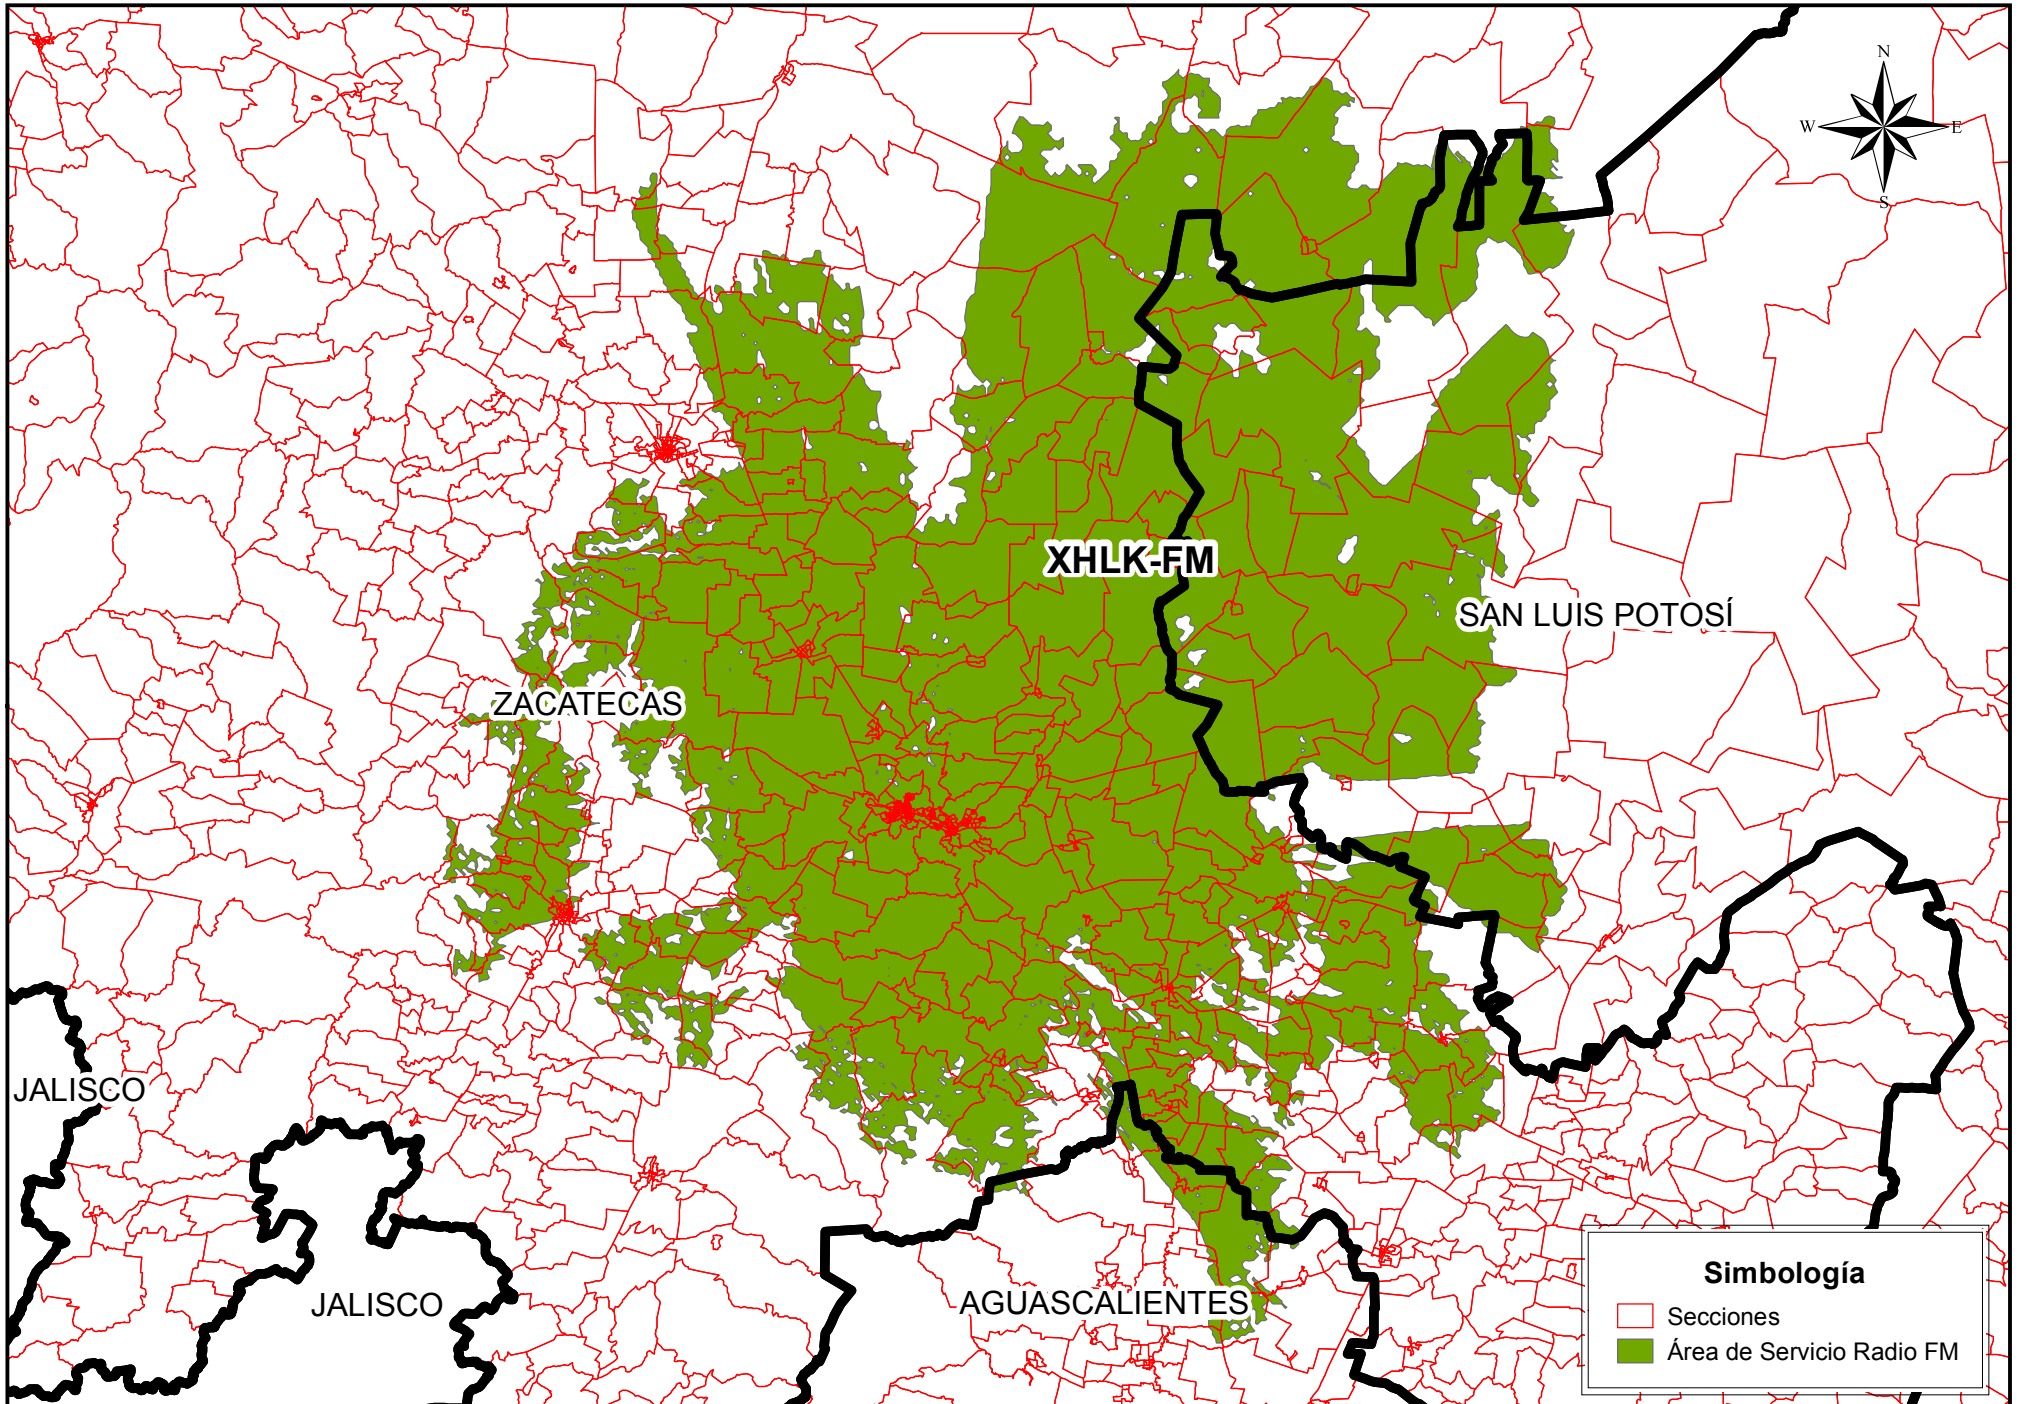 N
W E
S
XHLK-FM
SAN LUIS POTOSÍ
ZACATECAS
JALISCO
JALISCO
AGUASCALIENTES
Simbología
Secciones
Área de Servicio Radio FM